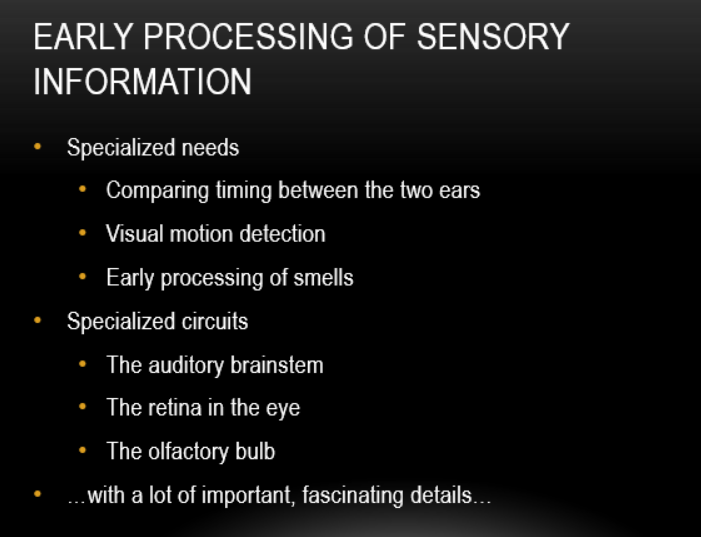 EARLY PROCESSING OF SENSORY
INFORMATION
• Specialized needs
• Comparing timing between the two ears
• Visual motion detection
• Early processing of smells
• Specialized circuits
• The auditory brainstem
• The retina in the eye
• The olfactory bulb
• …with a lot of important, fascinating details…